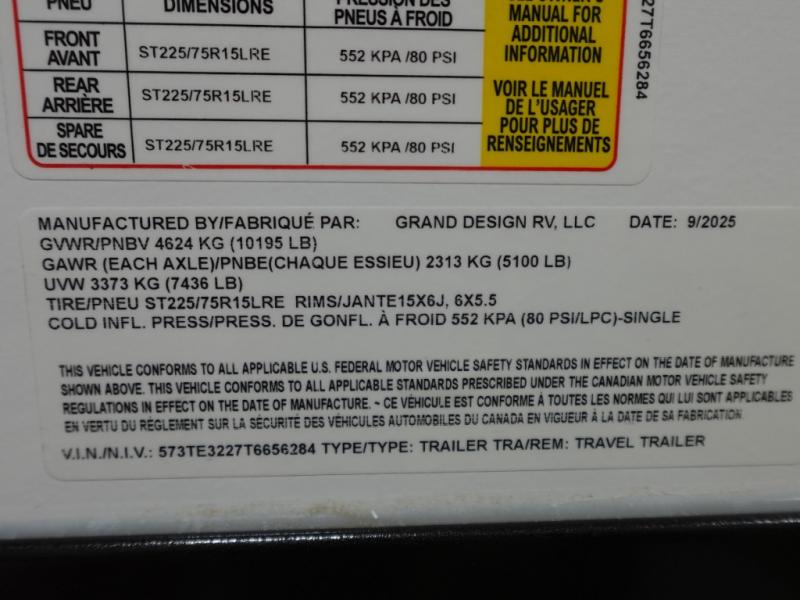 PNEU DIMENSIONS PRESSION DES
PNEUS À FROID
FRONT
AVANT ST225/75R15LRE 552 KPA /80 PSI
REAR
ARRIÈRE ST225/75R15LRE 552 KPA /80 PSI
SPARE
DE SECOURS ST225/75R15LRE 552 KPA /80 PSI
SEE OWNER'S
MANUAL FOR
ADDITIONAL
INFORMATION
VOIR LE MANUEL
DE L'USAGER
POUR PLUS DE
RENSEIGNEMENTS
27T6656284
MANUFACTURED BY/FABRIQUÉ PAR: GRAND DESIGN RV, LLC DATE: 9/2025
GVWR/PNBV 4624 KG (10195 LB)
GAWR (EACH AXLE)/PNBE(CHAQUE ESSIEU) 2313 KG (5100 LB)
UVW 3373 KG (7436 LB)
TIRE/PNEU ST225/75R15LRE RIMS/JANTE15X6J, 6X5.5
COLD INFL. PRESS/PRESS. DE GONFL. À FROID 552 KPA (80 PSI/LPC)-SINGLE
THIS VEHICLE CONFORMS TO ALL APPLICABLE U.S. FEDERAL MOTOR VEHICLE SAFETY STANDARDS IN EFFECT ON THE DATE OF MANUFACTURE
SHOWN ABOVE. THIS VEHICLE CONFORMS TO ALL APPLICABLE STANDARDS PRESCRIBED UNDER THE CANADIAN MOTOR VEHICLE SAFETY
REGULATIONS IN EFFECT ON THE DATE OF MANUFACTURE. ~ CE VÉHICULE EST CONFORME À TOUTES LES NORMES QUI LUI SONT APPLICABLES
EN VERTU DU RÈGLEMENT SUR LA SÉCURITÉ DES VÉHICULES AUTOMOBILES DU CANADA EN VIGUEUR À LA DATE DE SA FABRICATION.
V.I.N./N.I.V.: 573TE3227T6656284 TYPE/TYPE: TRAILER TRA/REM: TRAVEL TRAILER